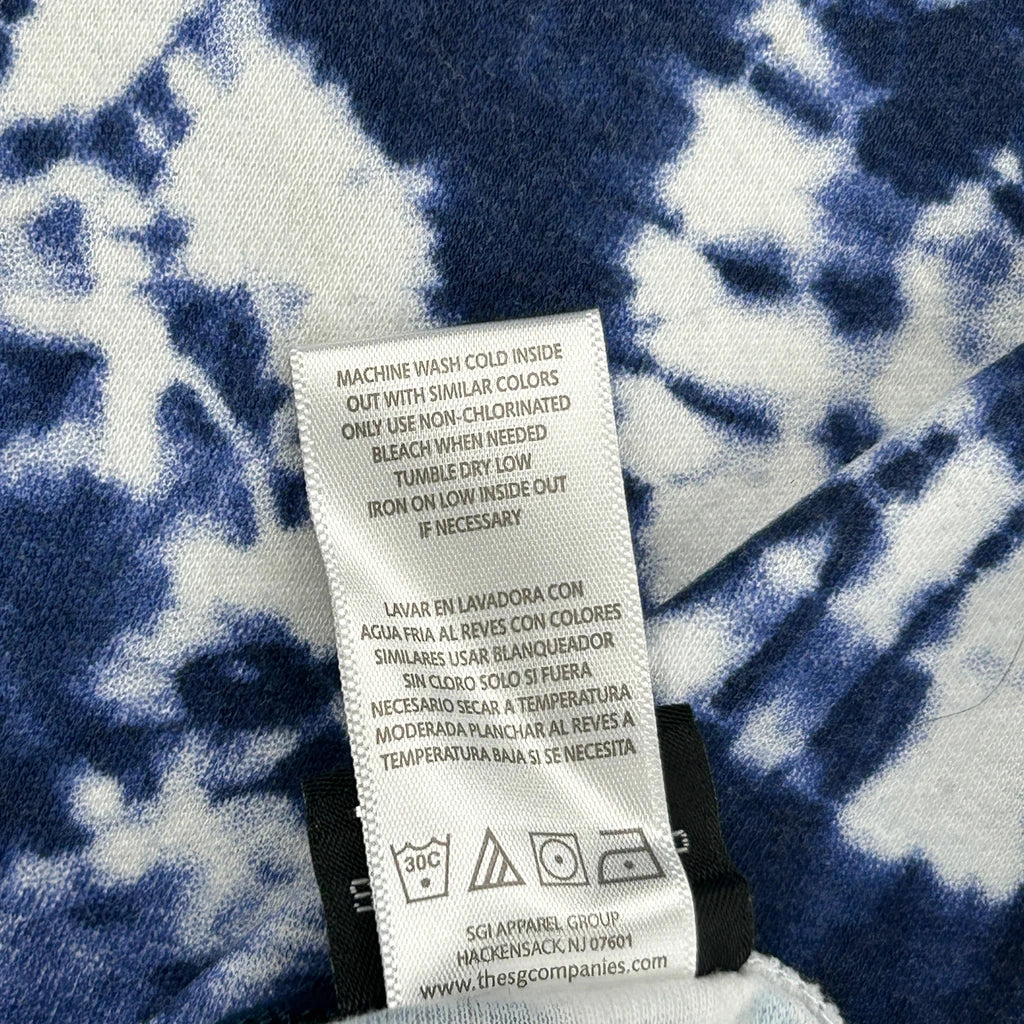 MACHINE WASH COLD INSIDE
OUT WITH SIMILAR COLORS
ONLY USE NON-CHLORINATED
BLEACH WHEN NEEDED
TUMBLE DRY LOW
IRON ON LOW INSIDE OUT
IF NECESSARY
LAVAR EN LAVADORA CON
AGUA FRIA AL REVES CON COLORES
SIMILARES USAR BLANQUEADOR
SIN CLORO SOLO SI FUERA
NECESARIO SECAR A TEMPERATURA
MODERADA PLANCHAR AL REVES A
TEMPERATURA BAJA SI SE NECESITA
30C
SGI APPAREL GROUP
HACKENSACK, NJ 07601
www.thesgcompanies.com